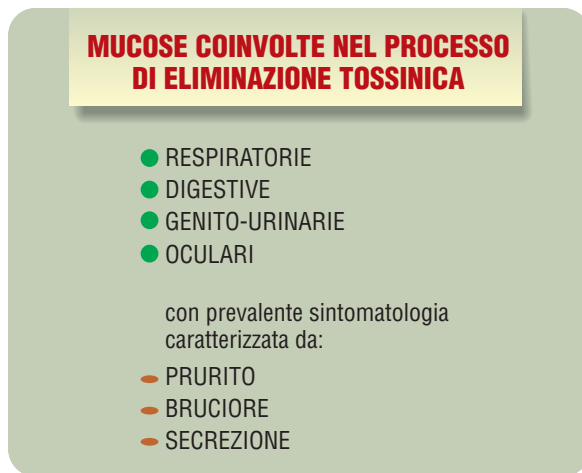 MUCOSE COINVOLTE NEL PROCESSO
DI ELIMINAZIONE TOSSINICA
RESPIRATORIE
DIGESTIVE
GENITO-URINARIE
OCULARI
con prevalente sintomatologia
caratterizzata da:
PRURITO
BRUCIORE
SECREZIONE